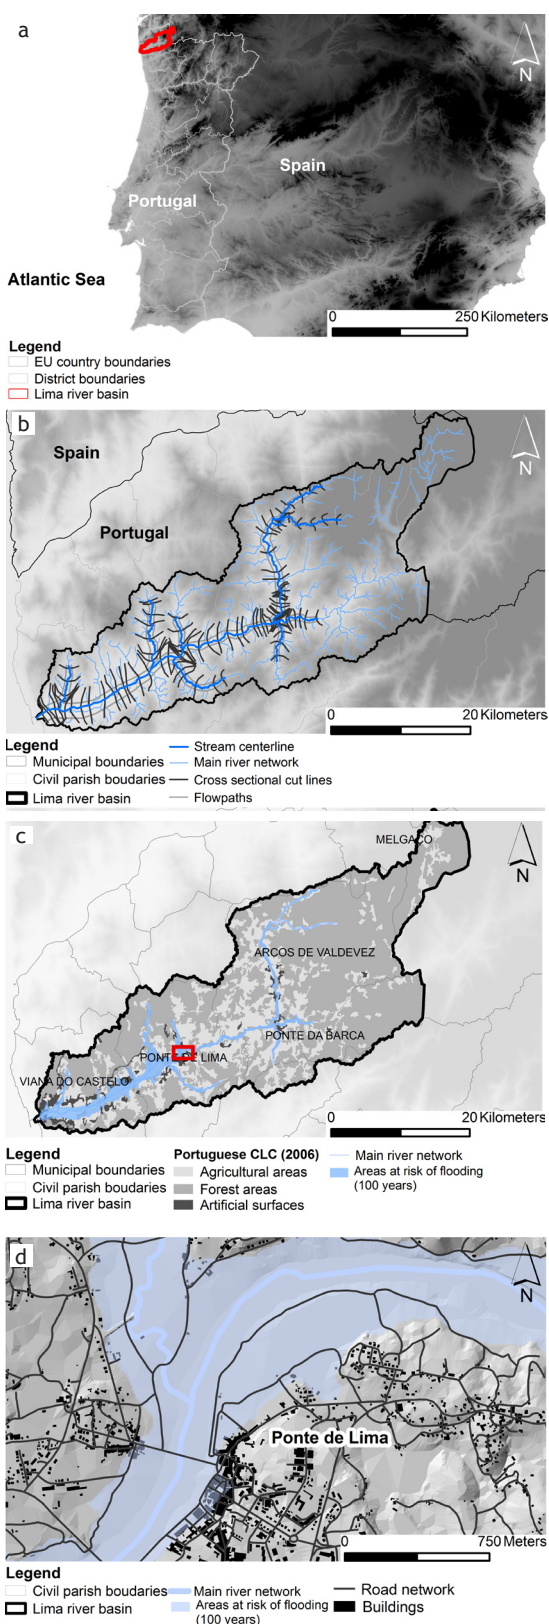 a
N
Spain
Portugal
Atlantic Sea
0 250 Kilometers
Legend
EU country boundaries
District boundaries
Lima river basin
b
Spain
N
Portugal
0 20 Kilometers
Legend
Municipal boundaries
Civil parish boudaries
Lima river basin
Stream centerline
Main river network
Cross sectional cut lines
Flowpaths
c
MELGAÇO
N
ARCOS DE VALDEVEZ
PONTE DA BARCA
PONTE DE LIMA
VIANA DO CASTELO
0 20 Kilometers
Legend
Municipal boundaries
Civil parish boudaries
Lima river basin
Portuguese CLC (2006)
Agricultural areas
Forest areas
Artificial surfaces
Main river network
Areas at risk of flooding
(100 years)
d
N
Ponte de Lima
0 750 Meters
Legend
Civil parish boundaries
Lima river basin
Main river network
Areas at risk of flooding
(100 years)
Road network
Buildings